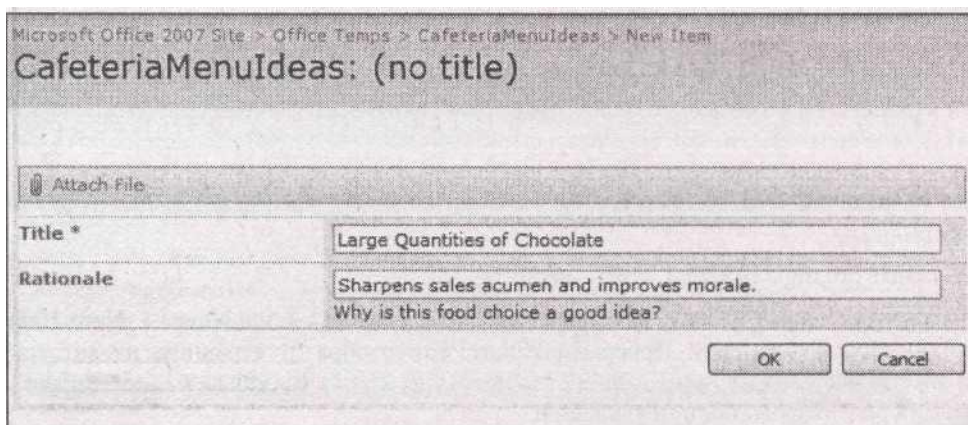 Microsoft Office 2007 Site > Office Temps > CafeteriaMenuIdeas > New Item
CafeteriaMenuIdeas: (no title)
Attach File
Title *
Large Quantities of Chocolate
Rationale
Sharpens sales acumen and improves morale.
Why is this food choice a good idea?
OK
Cancel